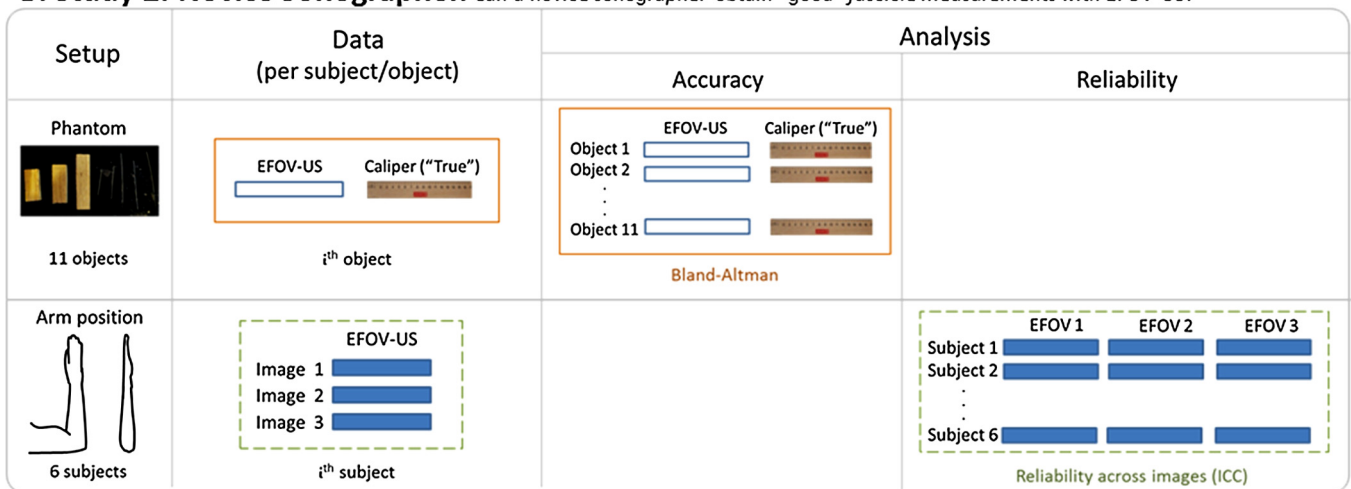 Setup
Data
(per subject/object)
Analysis
Accuracy
Reliability
Phantom
11 objects
EFOV-US Caliper ("True")
iᵗʰ object
EFOV-US Caliper ("True")
Object 1
Object 2
.
.
.
Object 11
Bland-Altman
Arm position
6 subjects
EFOV-US
Image 1
Image 2
Image 3
iᵗʰ subject
EFOV 1 EFOV 2 EFOV 3
Subject 1
Subject 2
.
.
.
Subject 6
Reliability across images (ICC)